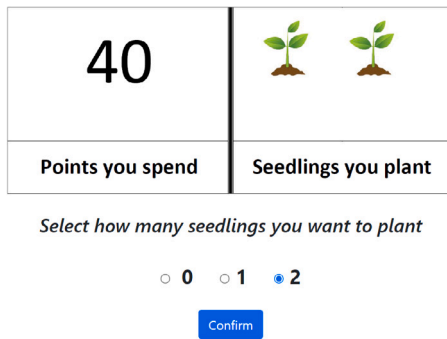 40
Points you spend
Seedlings you plant
Select how many seedlings you want to plant
0 1 2
Confirm